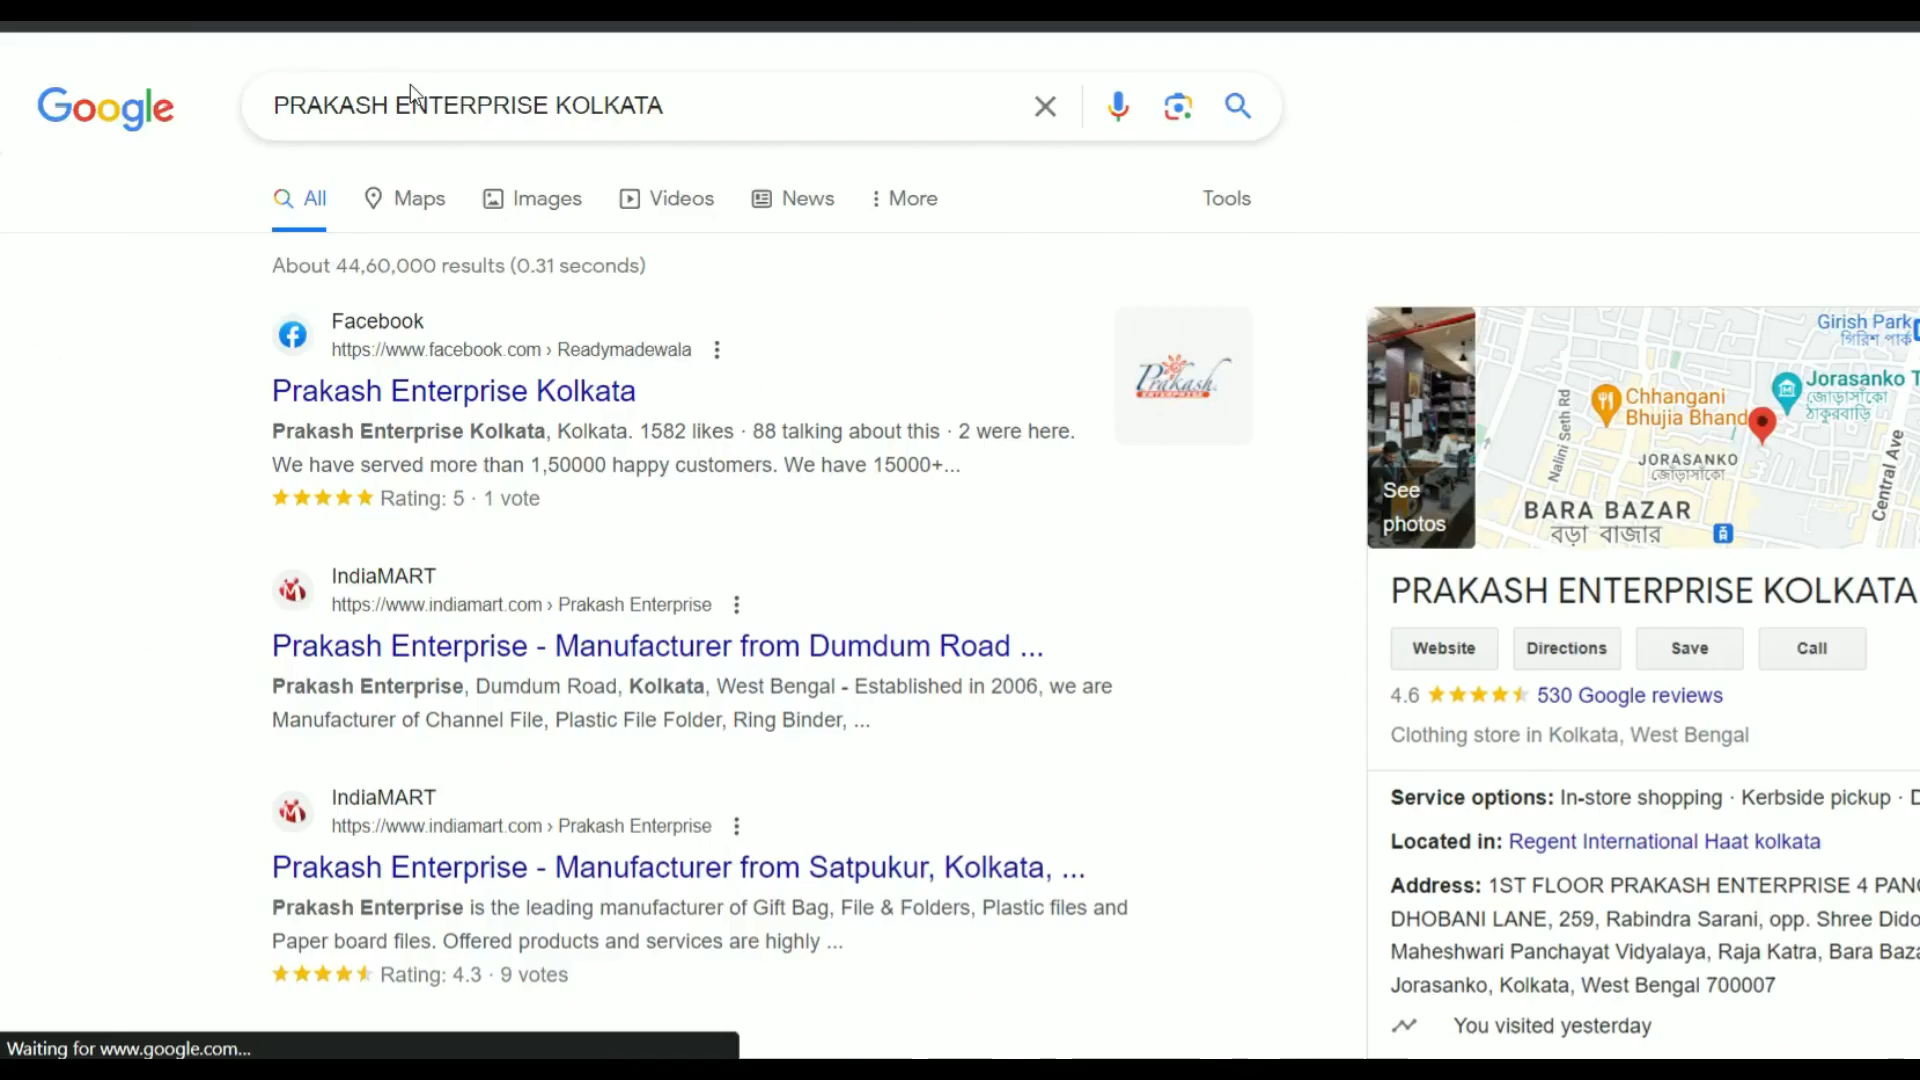 Google
PRAKASH ENTERPRISE KOLKATA
All
Maps
Images
Videos
News
More
Tools
About 44,60,000 results (0.31 seconds)
Facebook
https://www.facebook.com › Readymadewala
Prakash Enterprise Kolkata
Prakash Enterprise Kolkata, Kolkata. 1582 likes · 88 talking about this · 2 were here.
We have served more than 1,50000 happy customers. We have 15000+...
Rating: 5 · 1 vote
Prakash
ENTERPRISE
IndiaMART
https://www.indiamart.com › Prakash Enterprise
Prakash Enterprise - Manufacturer from Dumdum Road ...
Prakash Enterprise, Dumdum Road, Kolkata, West Bengal - Established in 2006, we are
Manufacturer of Channel File, Plastic File Folder, Ring Binder, ...
IndiaMART
https://www.indiamart.com › Prakash Enterprise
Prakash Enterprise - Manufacturer from Satpukur, Kolkata, ...
Prakash Enterprise is the leading manufacturer of Gift Bag, File & Folders, Plastic files and
Paper board files. Offered products and services are highly ...
Rating: 4.3 · 9 votes
See
photos
Girish Park
গিরিশ পার্ক
Jorasanko T
জোড়াসাঁকো
ঠাকুরবাড়ি
Chhangani
Bhujia Bhand
Nalini Seth Rd
JORASANKO
জোড়াসাঁকো
Central Ave
BARA BAZAR
বড়া বাজার
PRAKASH ENTERPRISE KOLKATA
Website
Directions
Save
Call
4.6
530 Google reviews
Clothing store in Kolkata, West Bengal
Service options: In-store shopping · Kerbside pickup · D
Located in: Regent International Haat kolkata
Address: 1ST FLOOR PRAKASH ENTERPRISE 4 PAN
DHOBANI LANE, 259, Rabindra Sarani, opp. Shree Dido
Maheshwari Panchayat Vidyalaya, Raja Katra, Bara Baza
Jorasanko, Kolkata, West Bengal 700007
You visited yesterday
Waiting for www.google.com...